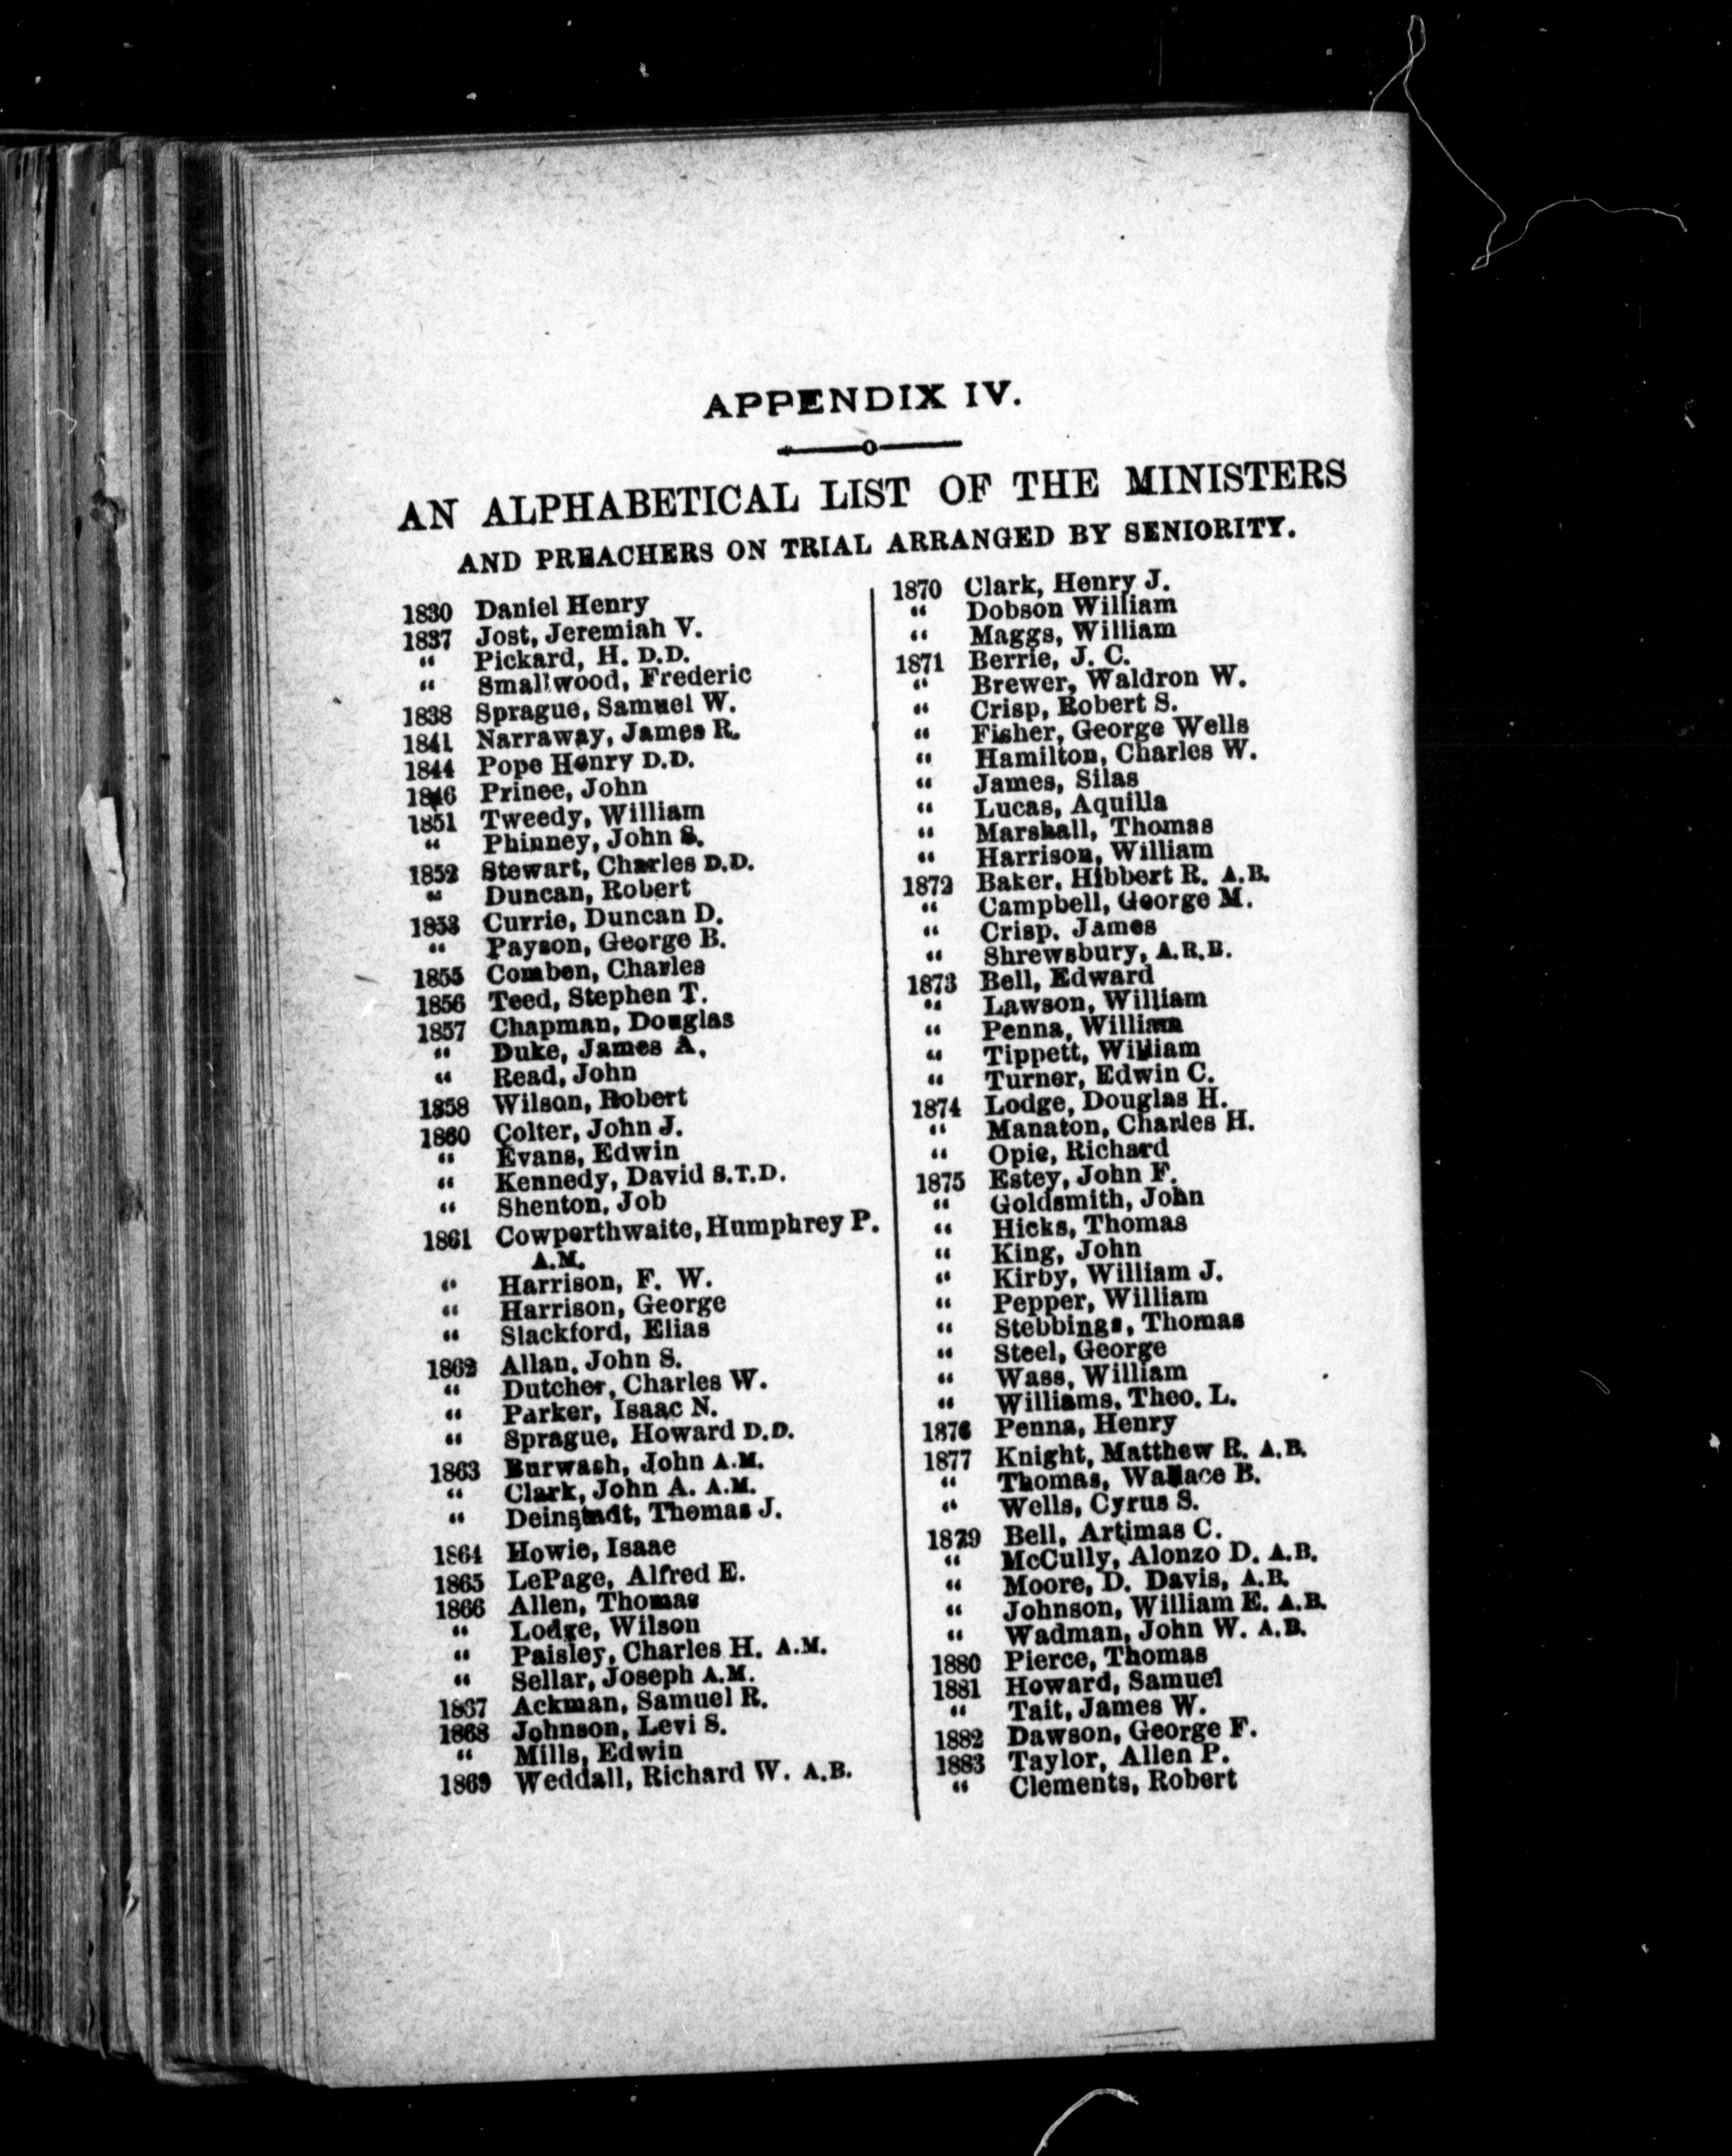 APPENDIX IV.
AN ALPHABETICAL LIST OF THE MINISTERS
AND PREACHERS ON TRIAL ARRANGED BY SENIORITY.
1830 Daniel Henry
1837 Jost, Jeremiah V.
" Pickard, H. D.D.
" Smallwood, Frederic
1838 Sprague, Samuel W.
1841 Narraway, James R.
1844 Pope Henry D.D.
1846 Prinee, John
1851 Tweedy, William
" Phinney, John S.
1852 Stewart, Charles D.D.
" Duncan, Robert
1853 Currie, Duncan D.
" Payson, George B.
1855 Comben, Charles
1856 Teed, Stephen T.
1857 Chapman, Douglas
" Duke, James A.
" Read, John
1858 Wilson, Robert
1860 Colter, John J.
" Evans, Edwin
" Kennedy, David S.T.D.
" Shenton, Job
1861 Cowperthwaite, Humphrey P.
A.M.
" Harrison, F. W.
" Harrison, George
" Slackford, Elias
1862 Allan, John S.
" Dutcher, Charles W.
" Parker, Isaac N.
" Sprague, Howard D.D.
1863 Burwash, John A.M.
" Clark, John A. A.M.
" Deinstadt, Thomas J.
1864 Howie, Isaae
1865 LePage, Alfred E.
1866 Allen, Thomas
" Lodge, Wilson
" Paisley, Charles H. A.M.
" Sellar, Joseph A.M.
1867 Ackman, Samuel R.
1868 Johnson, Levi S.
" Mills, Edwin
1869 Weddall, Richard W. A.B.
1870 Clark, Henry J.
" Dobson William
" Maggs, William
1871 Berrie, J. C.
" Brewer, Waldron W.
" Crisp, Robert S.
" Fisher, George Wells
" Hamilton, Charles W.
" James, Silas
" Lucas, Aquilla
" Marshall, Thomas
" Harrison, William
1872 Baker, Hibbert R. A.B.
" Campbell, George M.
" Crisp, James
" Shrewsbury, A.R.B.
1873 Bell, Edward
" Lawson, William
" Penna, William
" Tippett, William
" Turner, Edwin C.
1874 Lodge, Douglas H.
" Manaton, Charles H.
" Opie, Richard
1875 Estey, John F.
" Goldsmith, John
" Hicks, Thomas
" King, John
" Kirby, William J.
" Pepper, William
" Stebbings, Thomas
" Steel, George
" Wass, William
" Williams, Theo. L.
1876 Penna, Henry
1877 Knight, Matthew R. A.B.
" Thomas, Wallace B.
" Wells, Cyrus S.
1879 Bell, Artimas C.
" McCully, Alonzo D. A.B.
" Moore, D. Davis, A.B.
" Johnson, William E. A.B.
" Wadman, John W. A.B.
1880 Pierce, Thomas
1881 Howard, Samuel
" Tait, James W.
1882 Dawson, George F.
1883 Taylor, Allen P.
" Clements, Robert